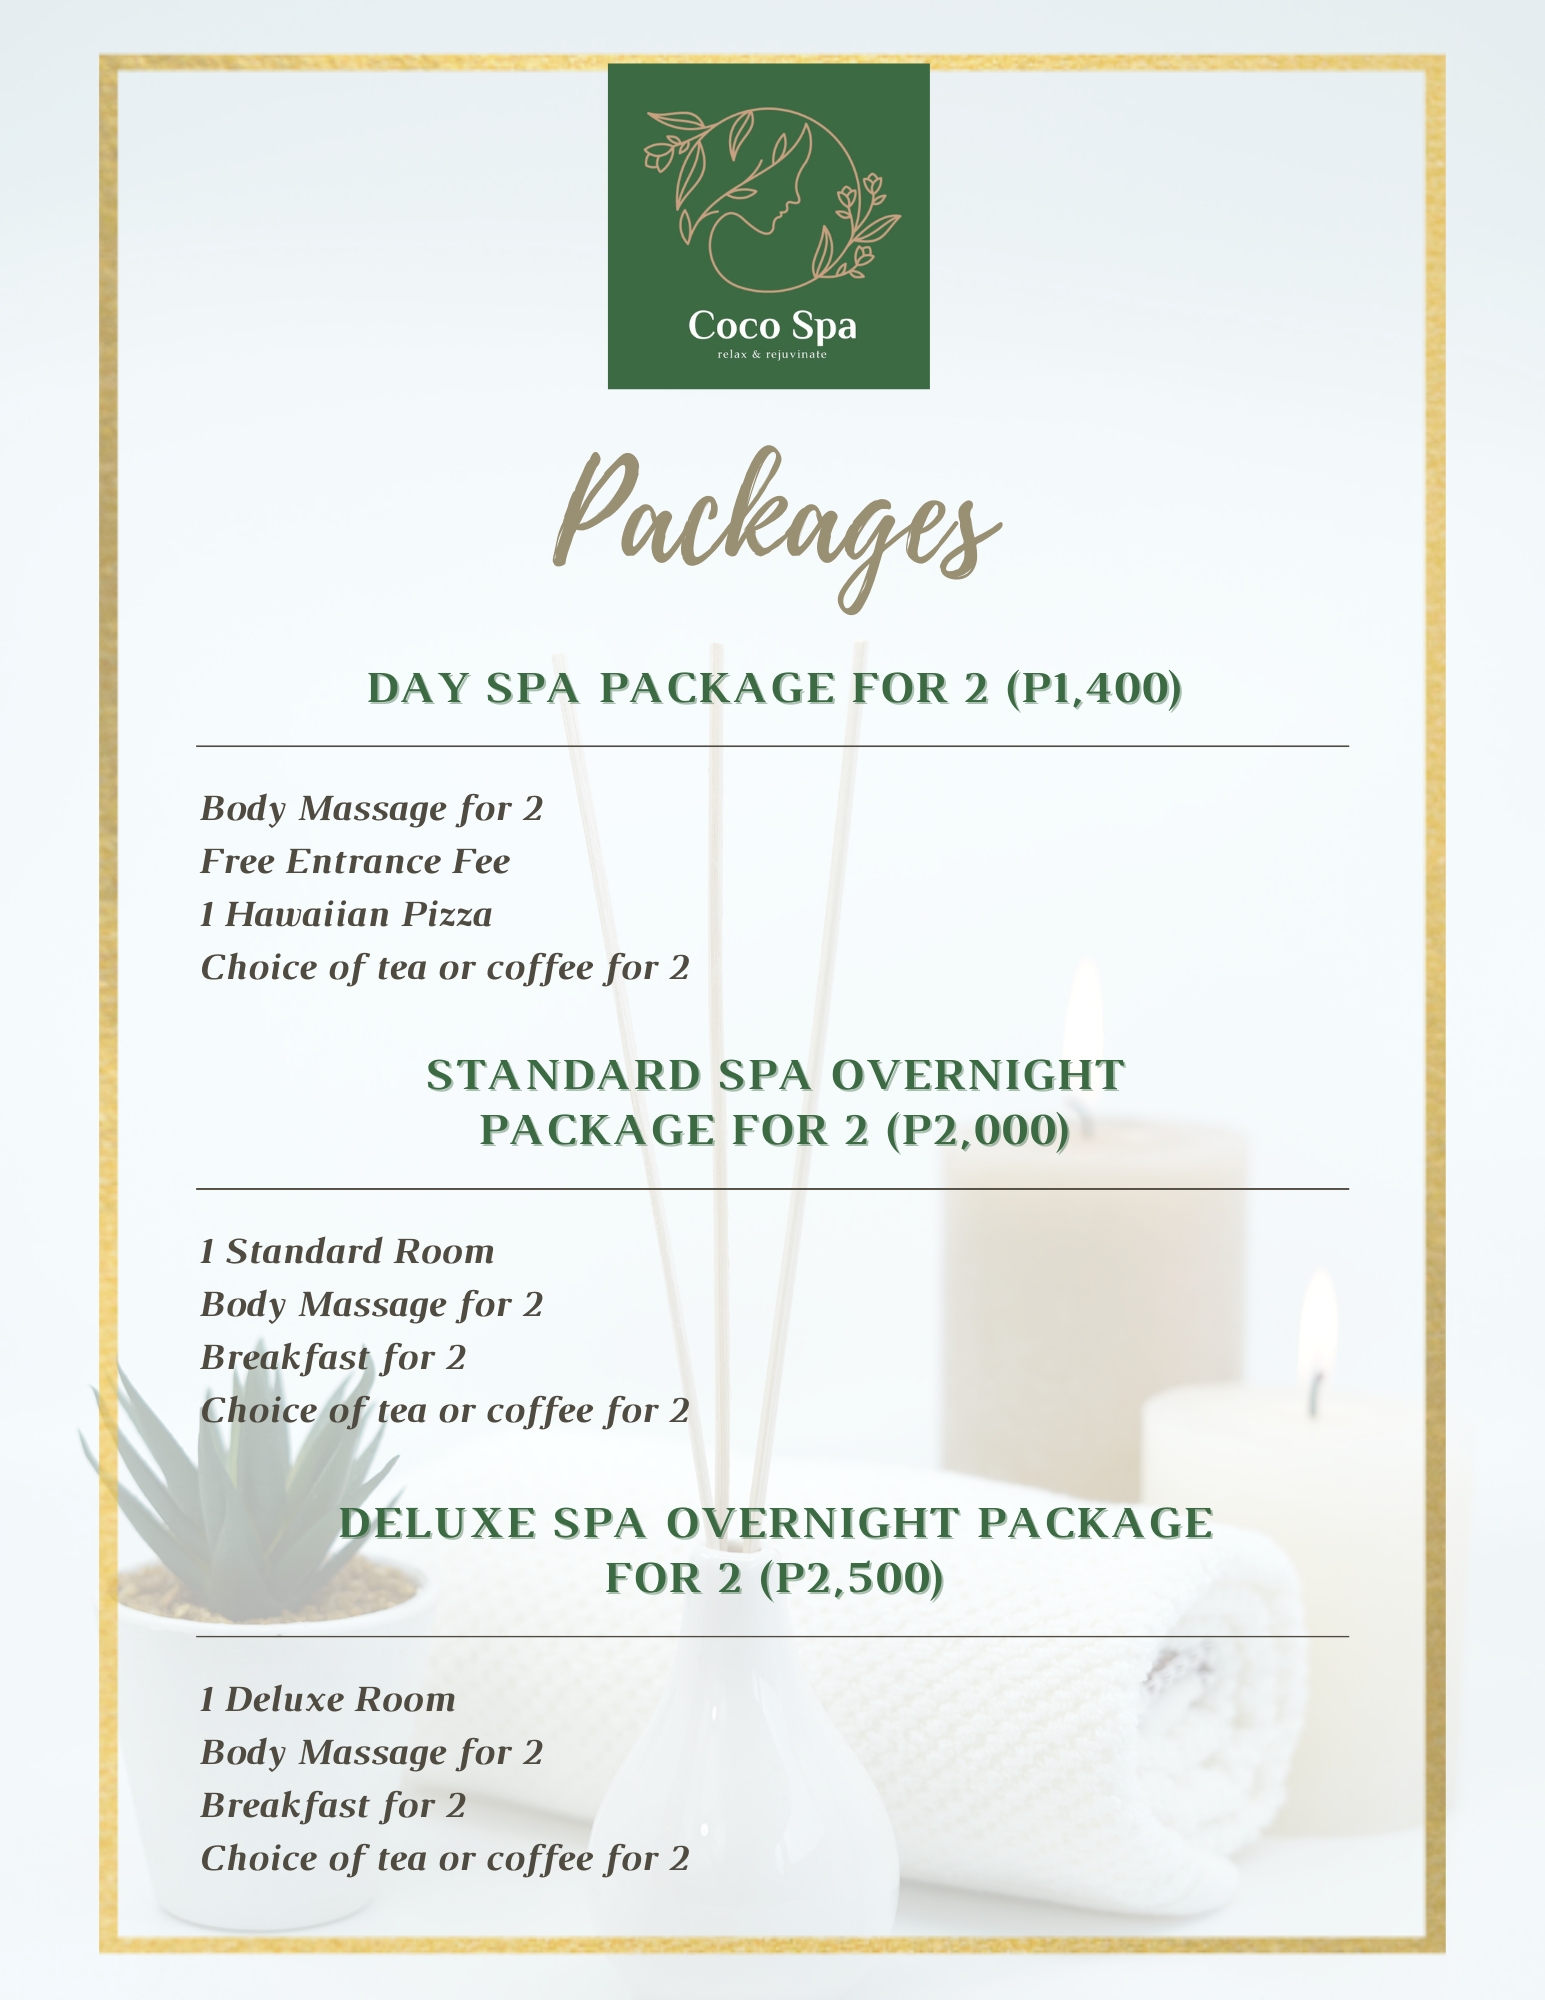 Coco Spa
relax & rejuvinate
Packages
DAY SPA PACKAGE FOR 2 (P1,400)
Body Massage for 2
Free Entrance Fee
1 Hawaiian Pizza
Choice of tea or coffee for 2
STANDARD SPA OVERNIGHT
PACKAGE FOR 2 (P2,000)
1 Standard Room
Body Massage for 2
Breakfast for 2
Choice of tea or coffee for 2
DELUXE SPA OVERNIGHT PACKAGE
FOR 2 (P2,500)
1 Deluxe Room
Body Massage for 2
Breakfast for 2
Choice of tea or coffee for 2